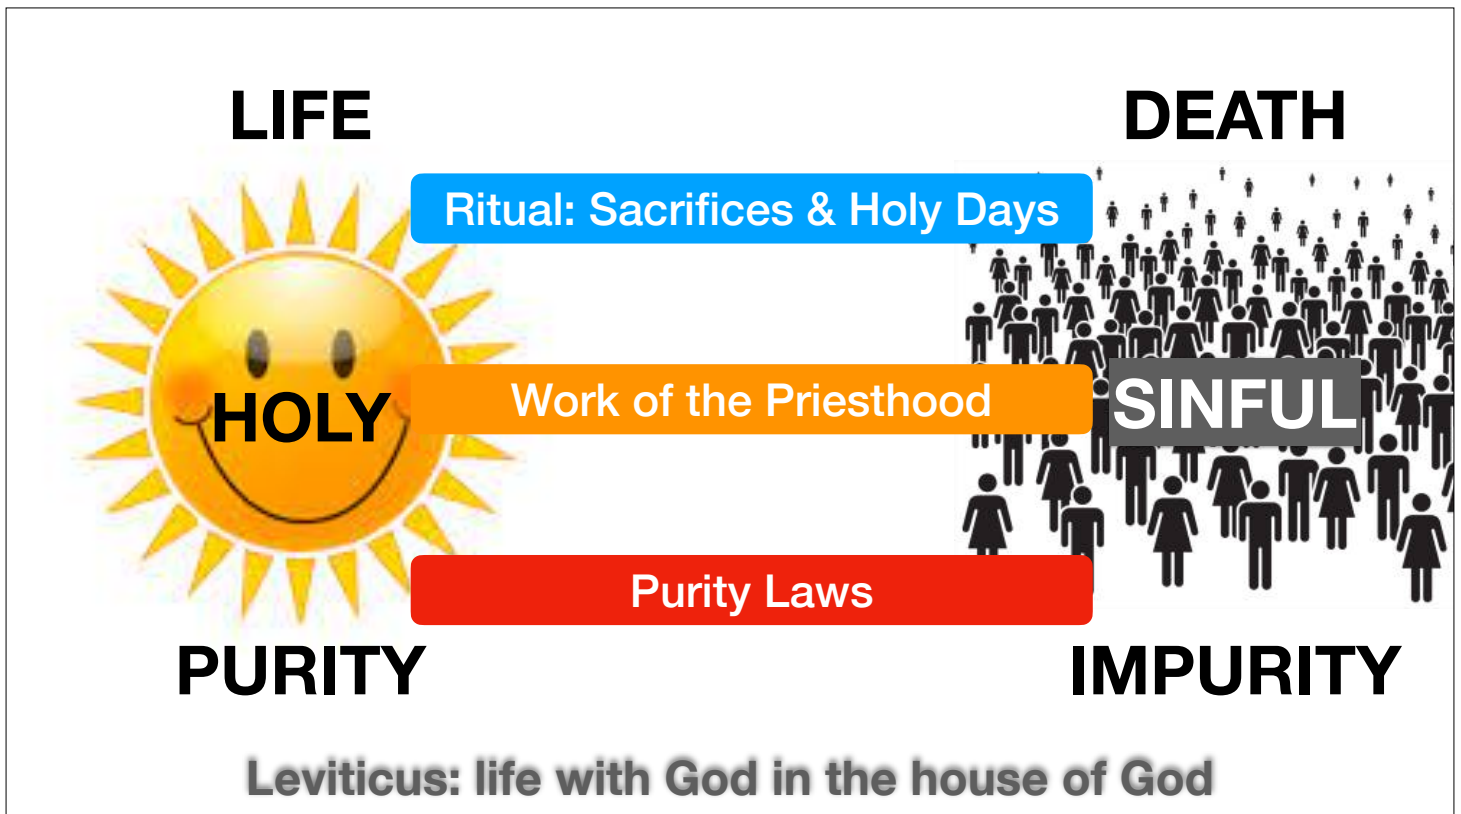 LIFE
DEATH
Ritual: Sacrifices & Holy Days
HOLY
Work of the Priesthood
SINFUL
Purity Laws
PURITY
IMPURITY
Leviticus: life with God in the house of God